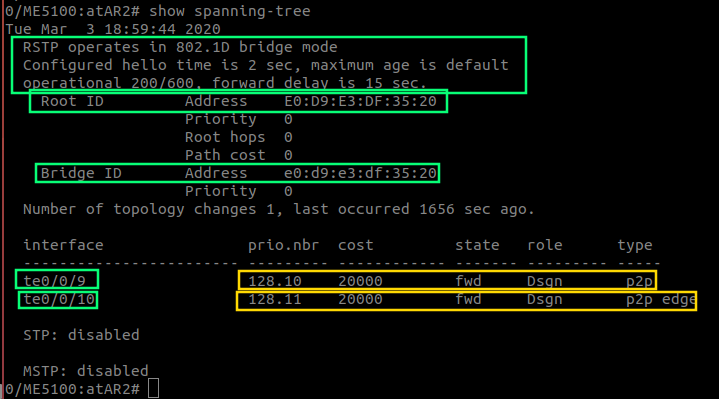 0/ME5100:atAR2# show spanning-tree
Tue Mar  3 18:59:44 2020
  RSTP operates in 802.1D bridge mode
  Configured hello time is 2 sec, maximum age is default
  operational 200/600, forward delay is 15 sec.
    Root ID         Address   E0:D9:E3:DF:35:20
                    Priority   0
                    Root hops  0
                    Path cost  0
    Bridge ID       Address   e0:d9:e3:df:35:20
                    Priority   0
  Number of topology changes 1, last occurred 1656 sec ago.
  interface                prio.nbr  cost         state  role      type
  ------------------------ --------- ------------ ------ --------- -----
  te0/0/9                  128.10    20000        fwd    Dsgn       p2p
  te0/0/10                 128.11    20000        fwd    Dsgn       p2p edge
  STP: disabled
  MSTP: disabled
0/ME5100:atAR2#